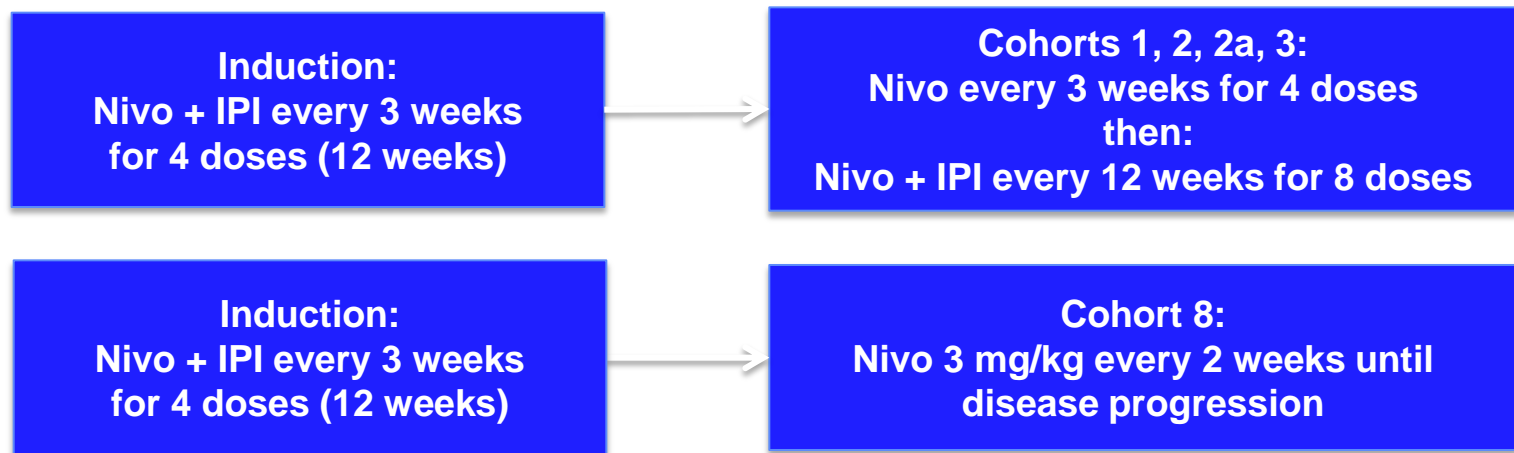 Induction:
Nivo + IPI every 3 weeks
for 4 doses (12 weeks)
Cohorts 1, 2, 2a, 3:
Nivo every 3 weeks for 4 doses
then:
Nivo + IPI every 12 weeks for 8 doses
Induction:
Nivo + IPI every 3 weeks
for 4 doses (12 weeks)
Cohort 8:
Nivo 3 mg/kg every 2 weeks until
disease progression